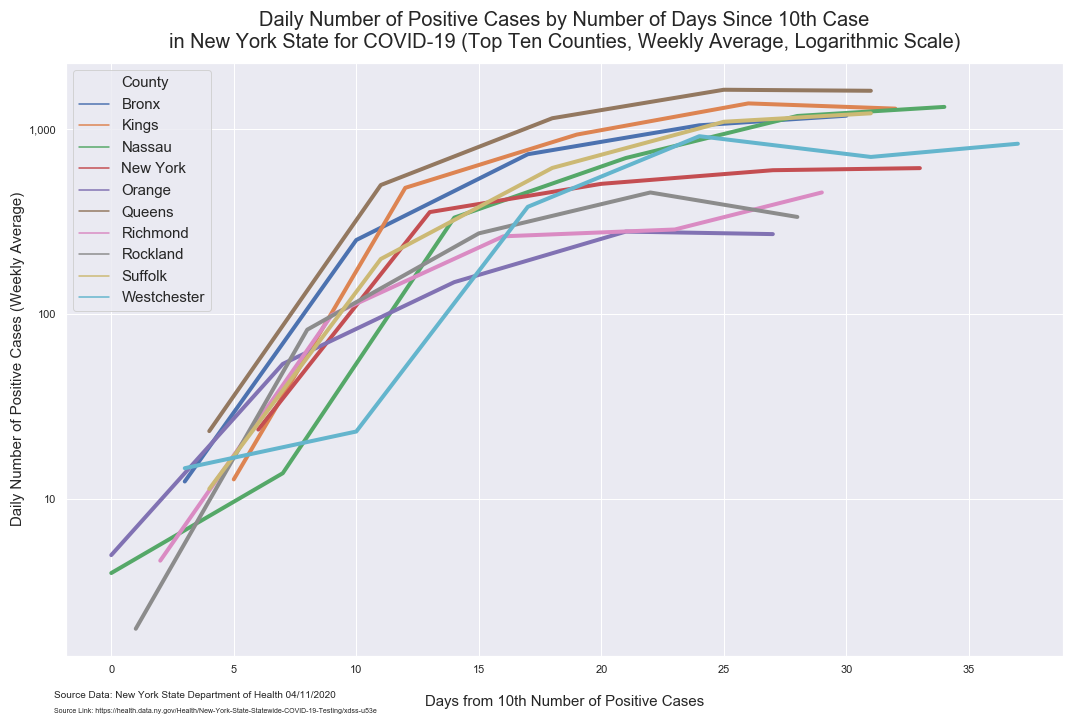 Daily Number of Positive Cases by Number of Days Since 10th Case
in New York State for COVID-19 (Top Ten Counties, Weekly Average, Logarithmic Scale)
County
Bronx
Kings
Nassau
New York
Orange
Queens
Richmond
Rockland
Suffolk
Westchester
Daily Number of Positive Cases (Weekly Average)
1,000
100
10
0 5 10 15 20 25 30 35
Days from 10th Number of Positive Cases
Source Data: New York State Department of Health 04/11/2020
Source Link: https://health.data.ny.gov/Health/New-York-State-Statewide-COVID-19-Testing/xdss-u53e